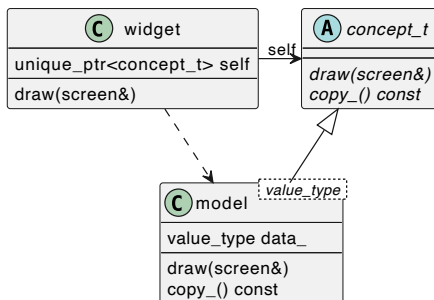 C widget
unique_ptr<concept_t> self
draw(screen&)
self
A concept_t
draw(screen&)
copy_() const
value_type
C model
value_type data_
draw(screen&)
copy_() const